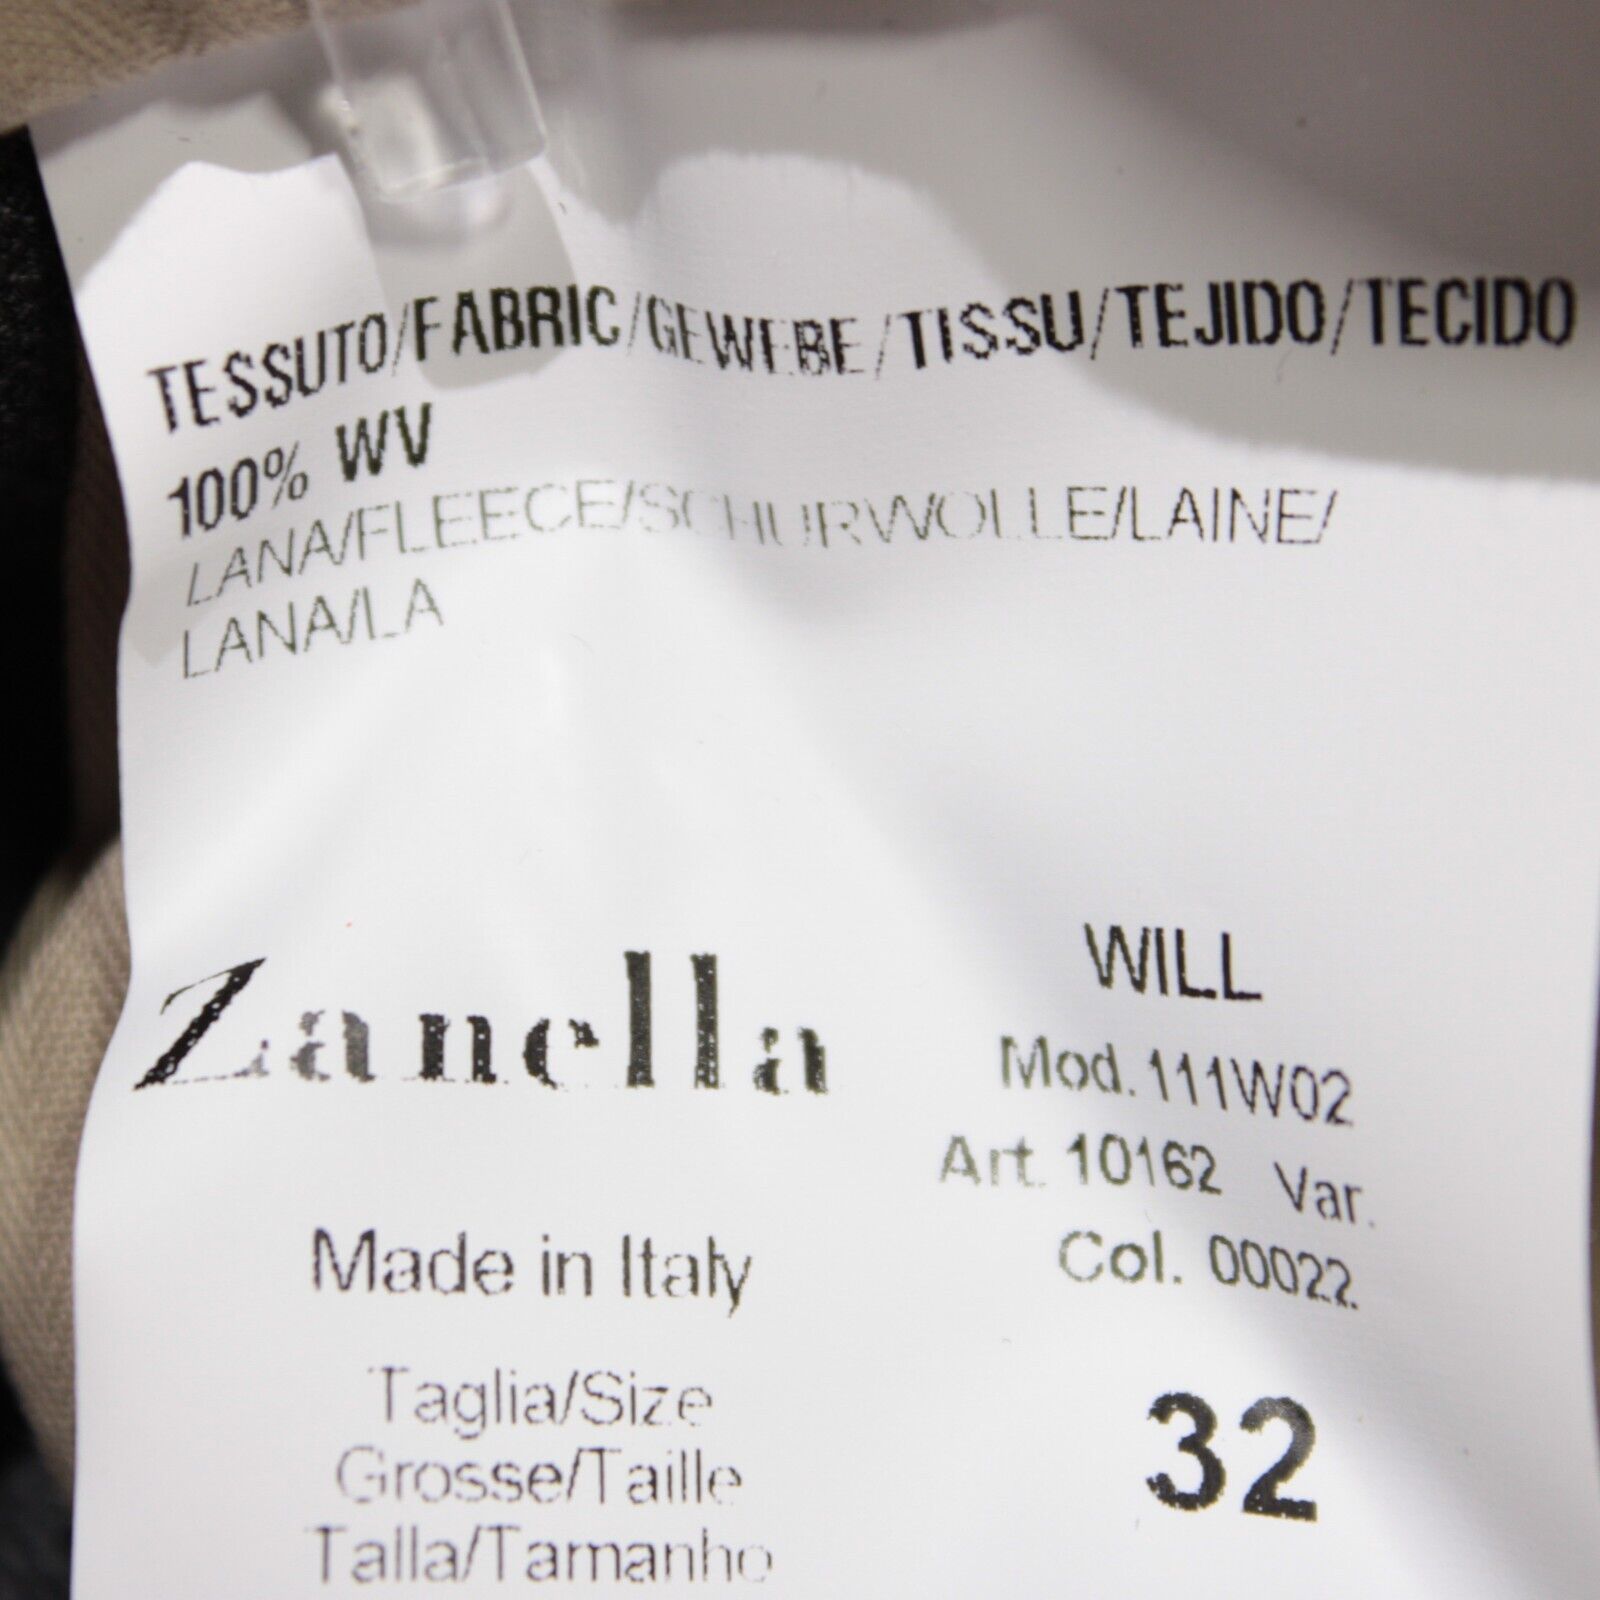 TESSUTO/FABRIC/GEWEBE/TISSU/TEJIDO/TECIDO
100% WV
LANA/FLEECE/SCHURWOLLE/LAINE/
LANA/LA
Zanella
WILL
Mod. 111W02
Art. 10162 Var.
Col. 00022
Made in Italy
Taglia/Size
Grosse/Taille
Talla/Tamanho
32